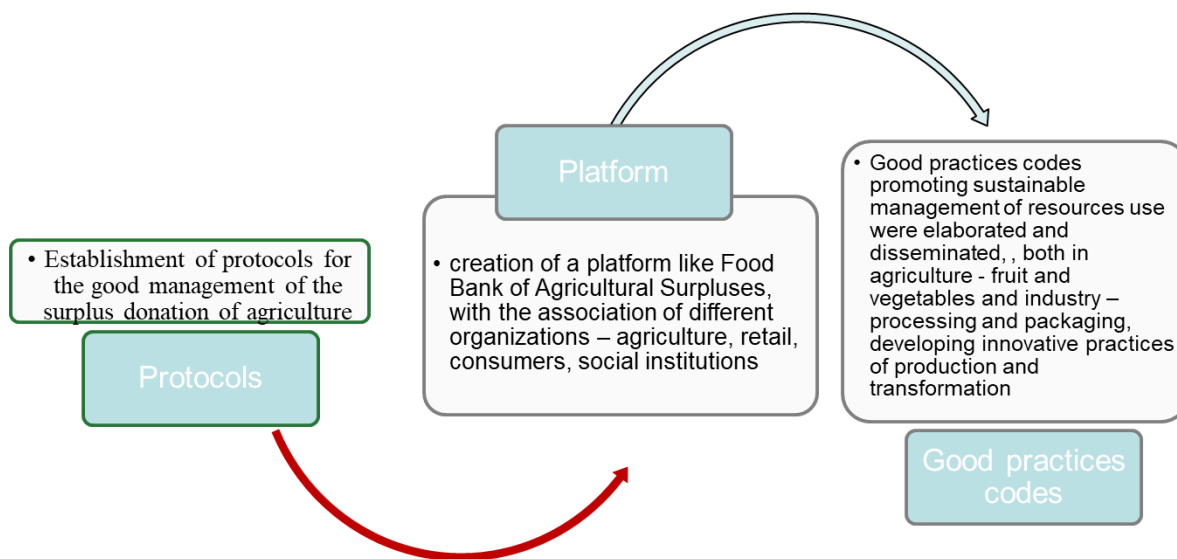 • Establishment of protocols for
the good management of the
surplus donation of agriculture
Protocols
Platform
• creation of a platform like Food
Bank of Agricultural Surpluses,
with the association of different
organizations – agriculture, retail,
consumers, social institutions
• Good practices codes
promoting sustainable
management of resources use
were elaborated and
disseminated, , both in
agriculture - fruit and
vegetables and industry –
processing and packaging,
developing innovative practices
of production and
transformation
Good practices
codes